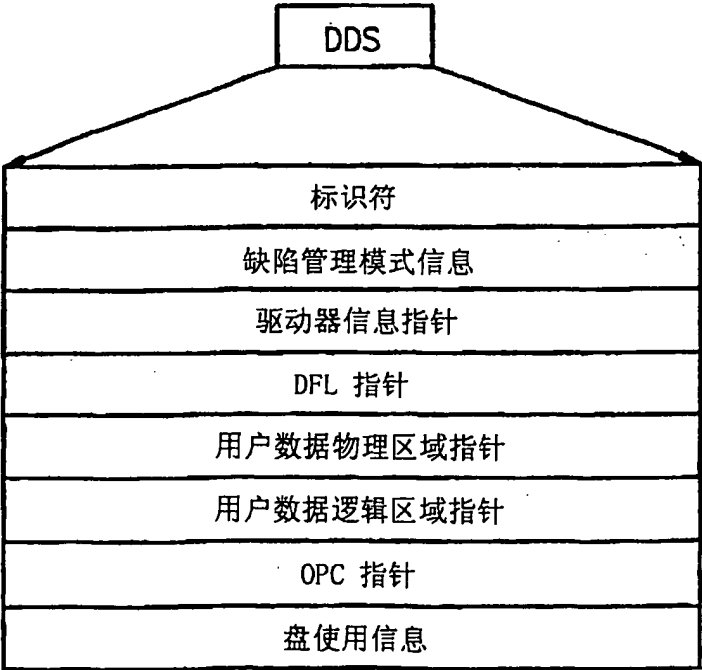 DDS
标识符
缺陷管理模式信息
驱动器信息指针
DFL 指针
用户数据物理区域指针
用户数据逻辑区域指针
OPC 指针
盘使用信息